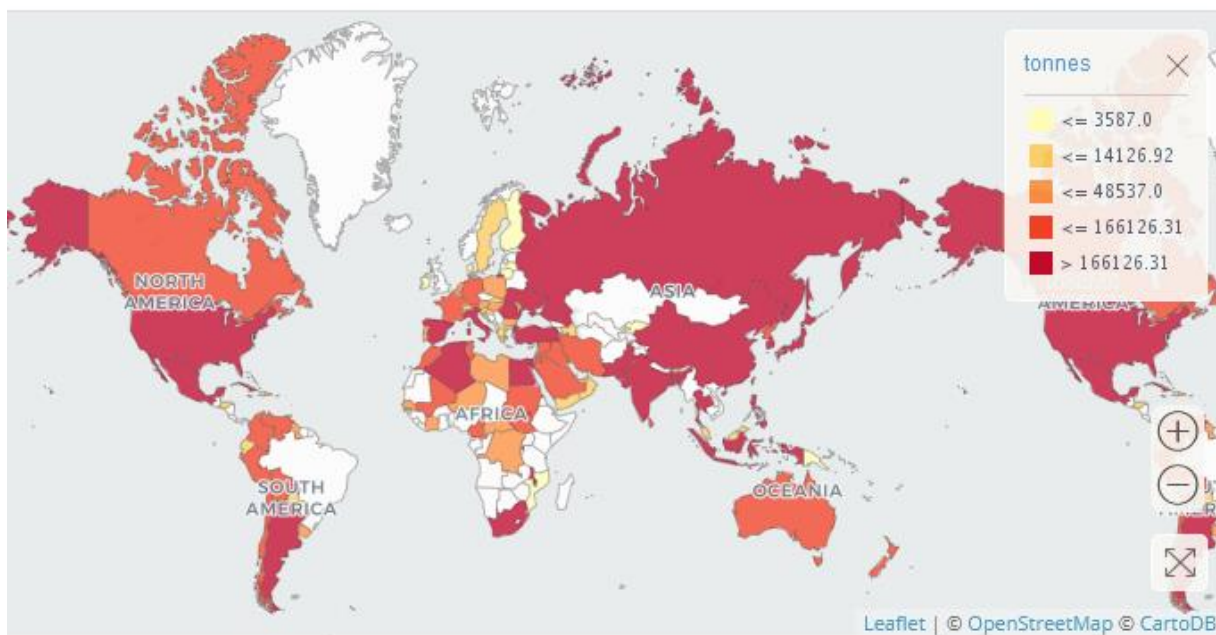 tonnes
<= 3587.0
<= 14126.92
<= 48537.0
<= 166126.31
> 166126.31
NORTH
AMERICA
ASIA
AMERICA
AFRICA
SOUTH
AMERICA
OCEANIA
Leaflet | © OpenStreetMap © CartoDB